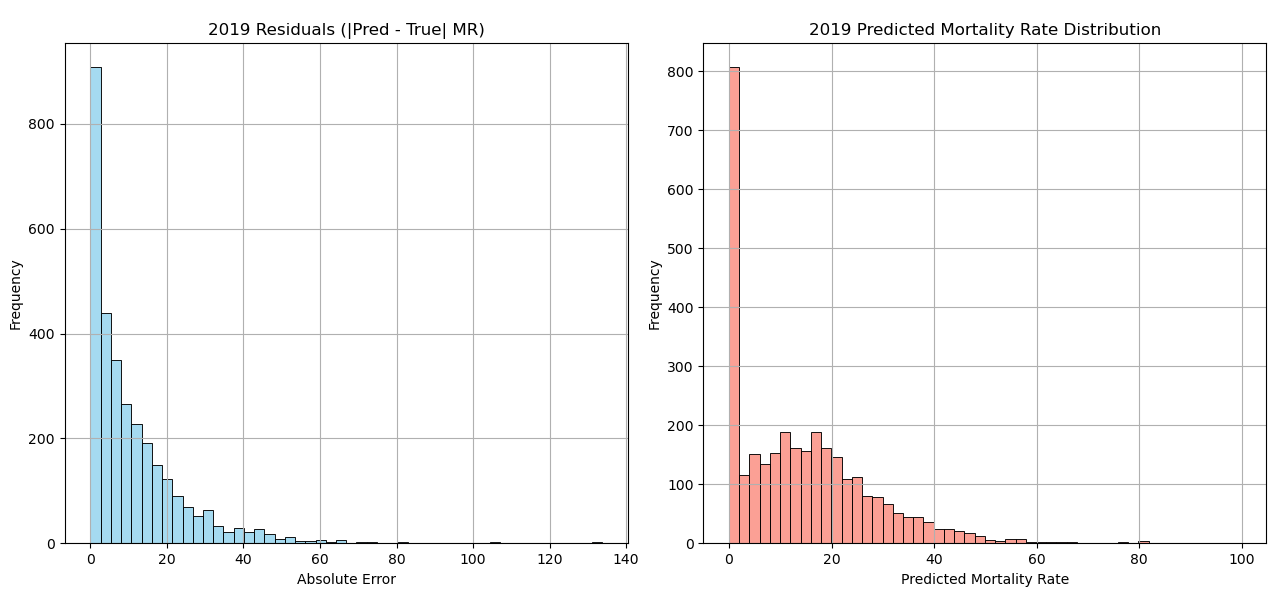 2019 Residuals (|Pred - True| MR)
Frequency
800
600
400
200
0
0 20 40 60 80 100 120 140
Absolute Error
2019 Predicted Mortality Rate Distribution
Frequency
800
700
600
500
400
300
200
100
0
0 20 40 60 80 100
Predicted Mortality Rate